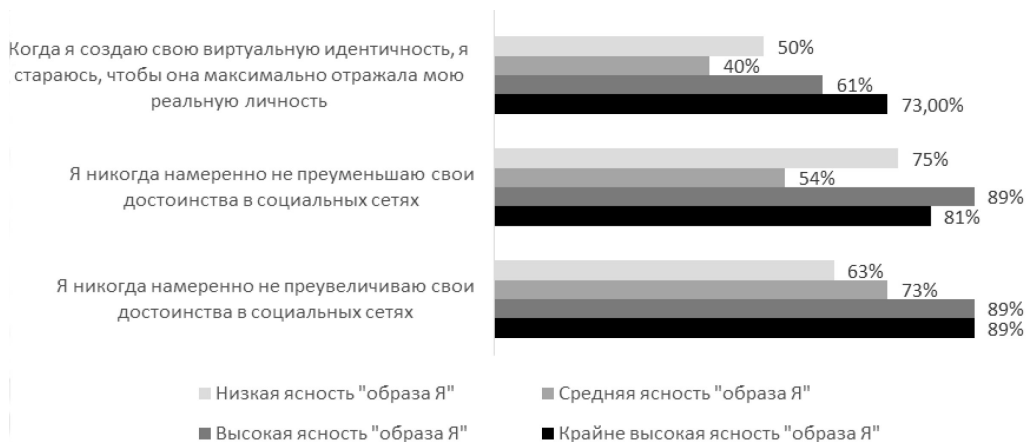 Когда я создаю свою виртуальную идентичность, я
стараюсь, чтобы она максимально отражала мою
реальную личность
50%
40%
61%
73,00%
Я никогда намеренно не преуменьшаю свои
достоинства в социальных сетях
75%
54%
89%
81%
Я никогда намеренно не преувеличиваю свои
достоинства в социальных сетях
63%
73%
89%
89%
Низкая ясность "образа Я"
Средняя ясность "образа Я"
Высокая ясность "образа Я"
Крайне высокая ясность "образа Я"